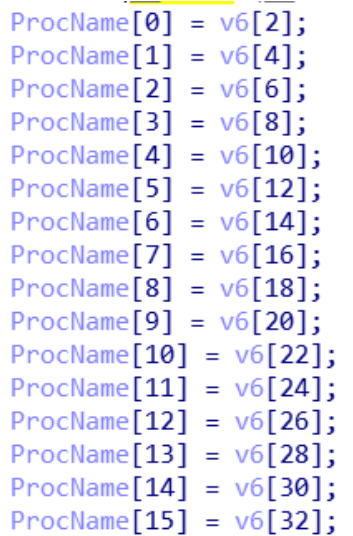 ProcName[0] = v6[2];
ProcName[1] = v6[4];
ProcName[2] = v6[6];
ProcName[3] = v6[8];
ProcName[4] = v6[10];
ProcName[5] = v6[12];
ProcName[6] = v6[14];
ProcName[7] = v6[16];
ProcName[8] = v6[18];
ProcName[9] = v6[20];
ProcName[10] = v6[22];
ProcName[11] = v6[24];
ProcName[12] = v6[26];
ProcName[13] = v6[28];
ProcName[14] = v6[30];
ProcName[15] = v6[32];